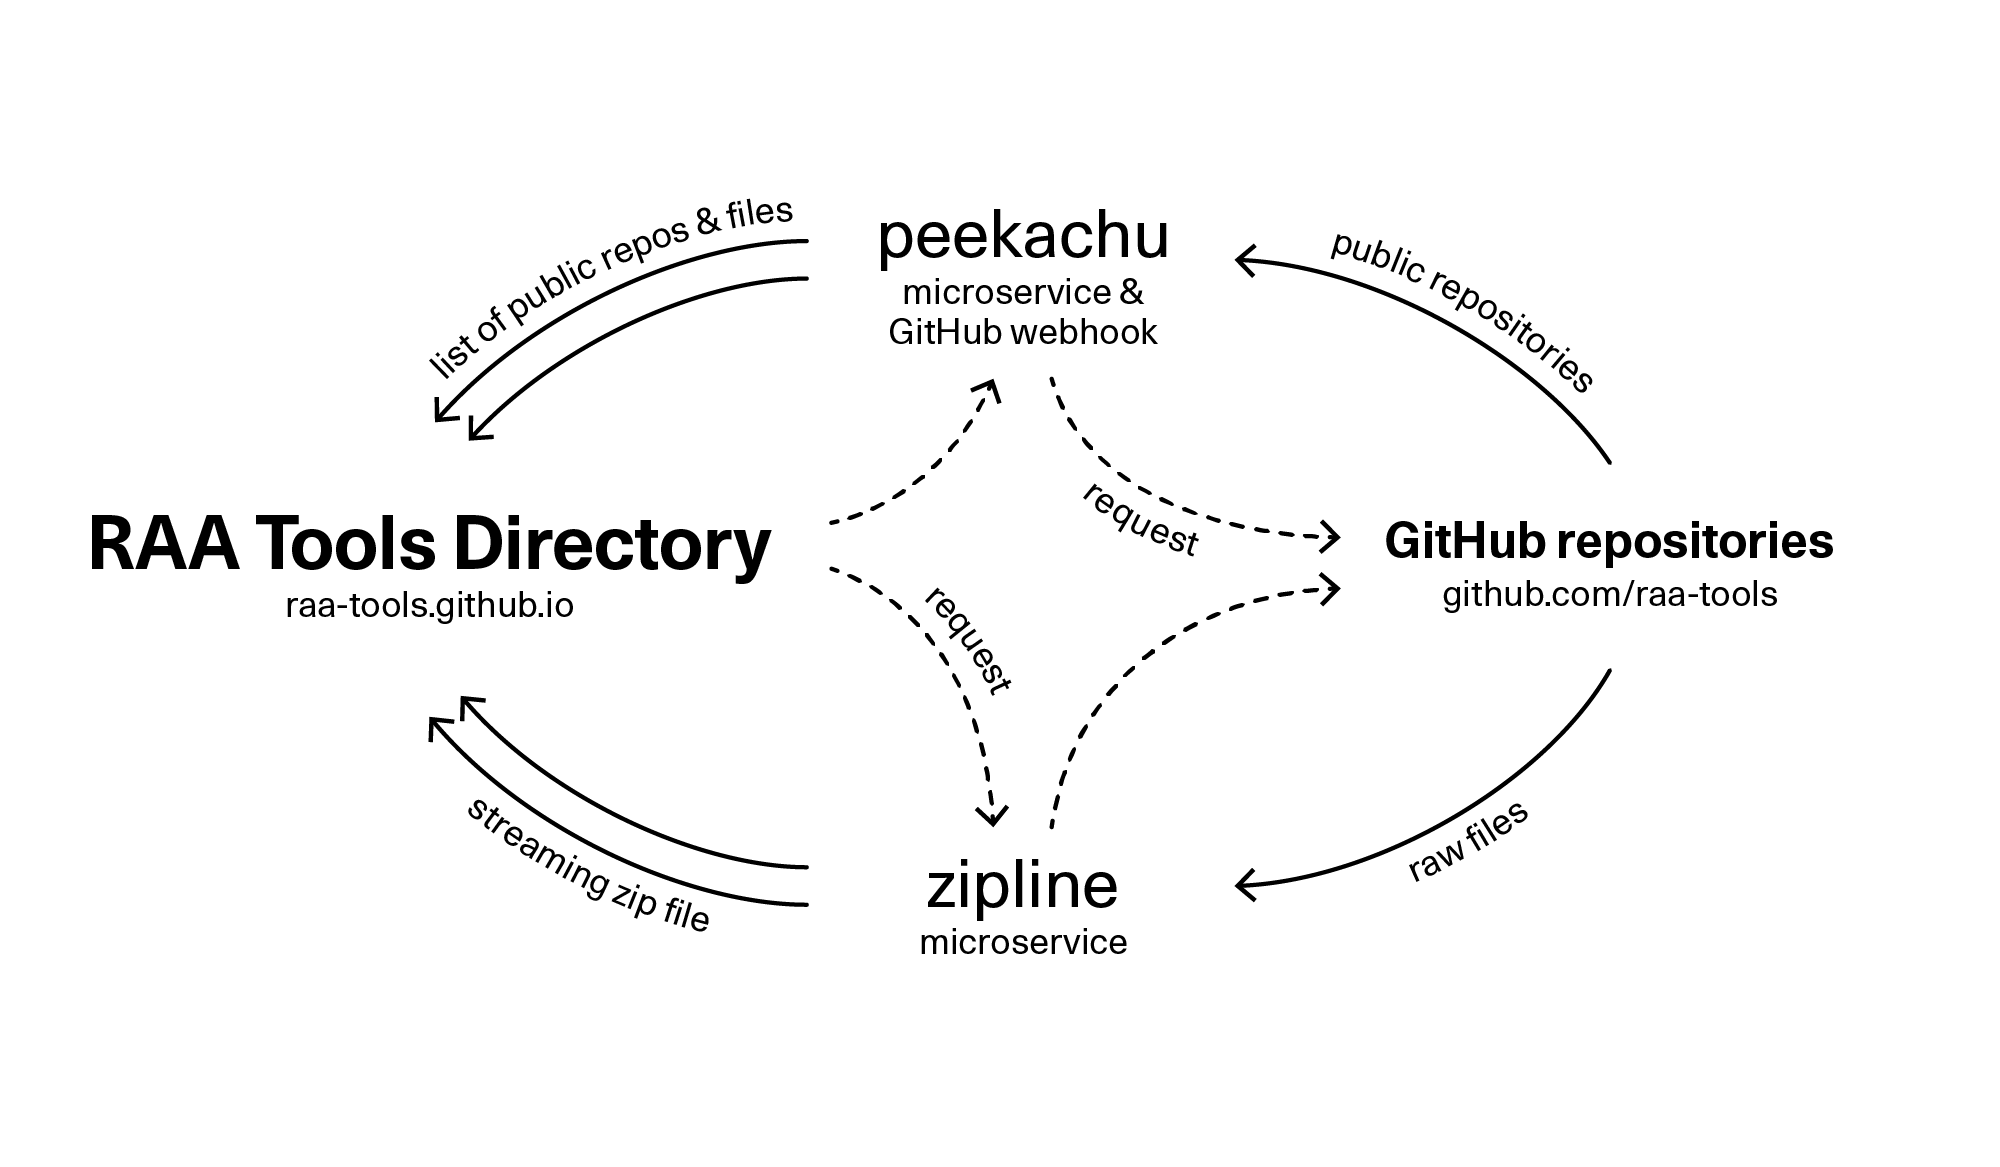 list of public repos & files
peekachu
microservice &
GitHub webhook
public repositories
request
RAA Tools Directory
raa-tools.github.io
GitHub repositories
github.com/raa-tools
request
streaming zip file
zipline
microservice
raw files